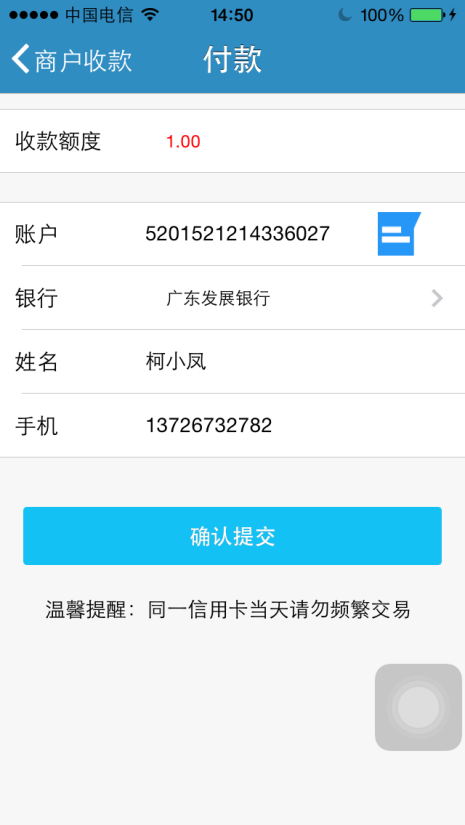 中国电信 14:50 100%
商户收款 付款
收款额度 1.00
账户 5201521214336027
银行 广东发展银行
姓名 柯小凤
手机 13726732782
确认提交
温馨提醒：同一信用卡当天请勿频繁交易